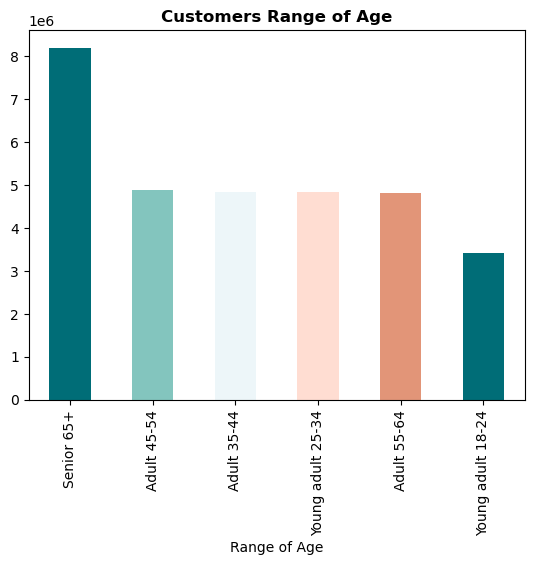 Customers Range of Age
1e6
8
7
6
5
4
3
2
1
0
Senior 65+
Adult 45-54
Adult 35-44
Young adult 25-34
Adult 55-64
Young adult 18-24
Range of Age